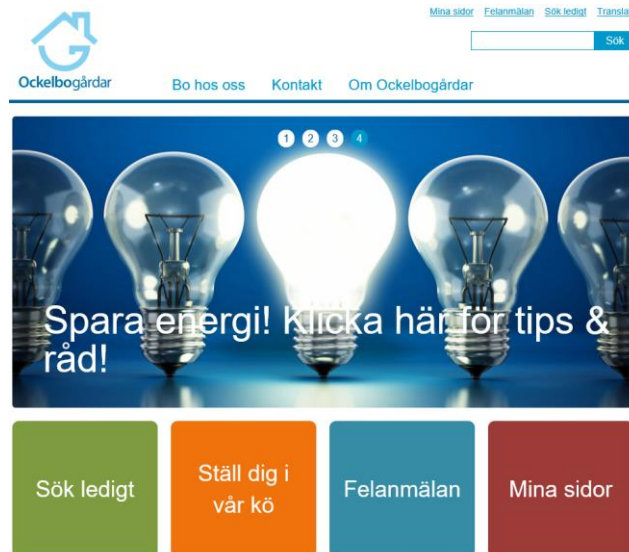 Mina sidor Felanmälan Sök ledigt
Sök
Ockelbogårdar
Bo hos oss Kontakt Om Ockelbogårdar
1 2 3 4
Spara energi! Klicka här för tips &
råd!
Sök ledigt
Ställ dig i
vår kö
Felanmälan
Mina sidor